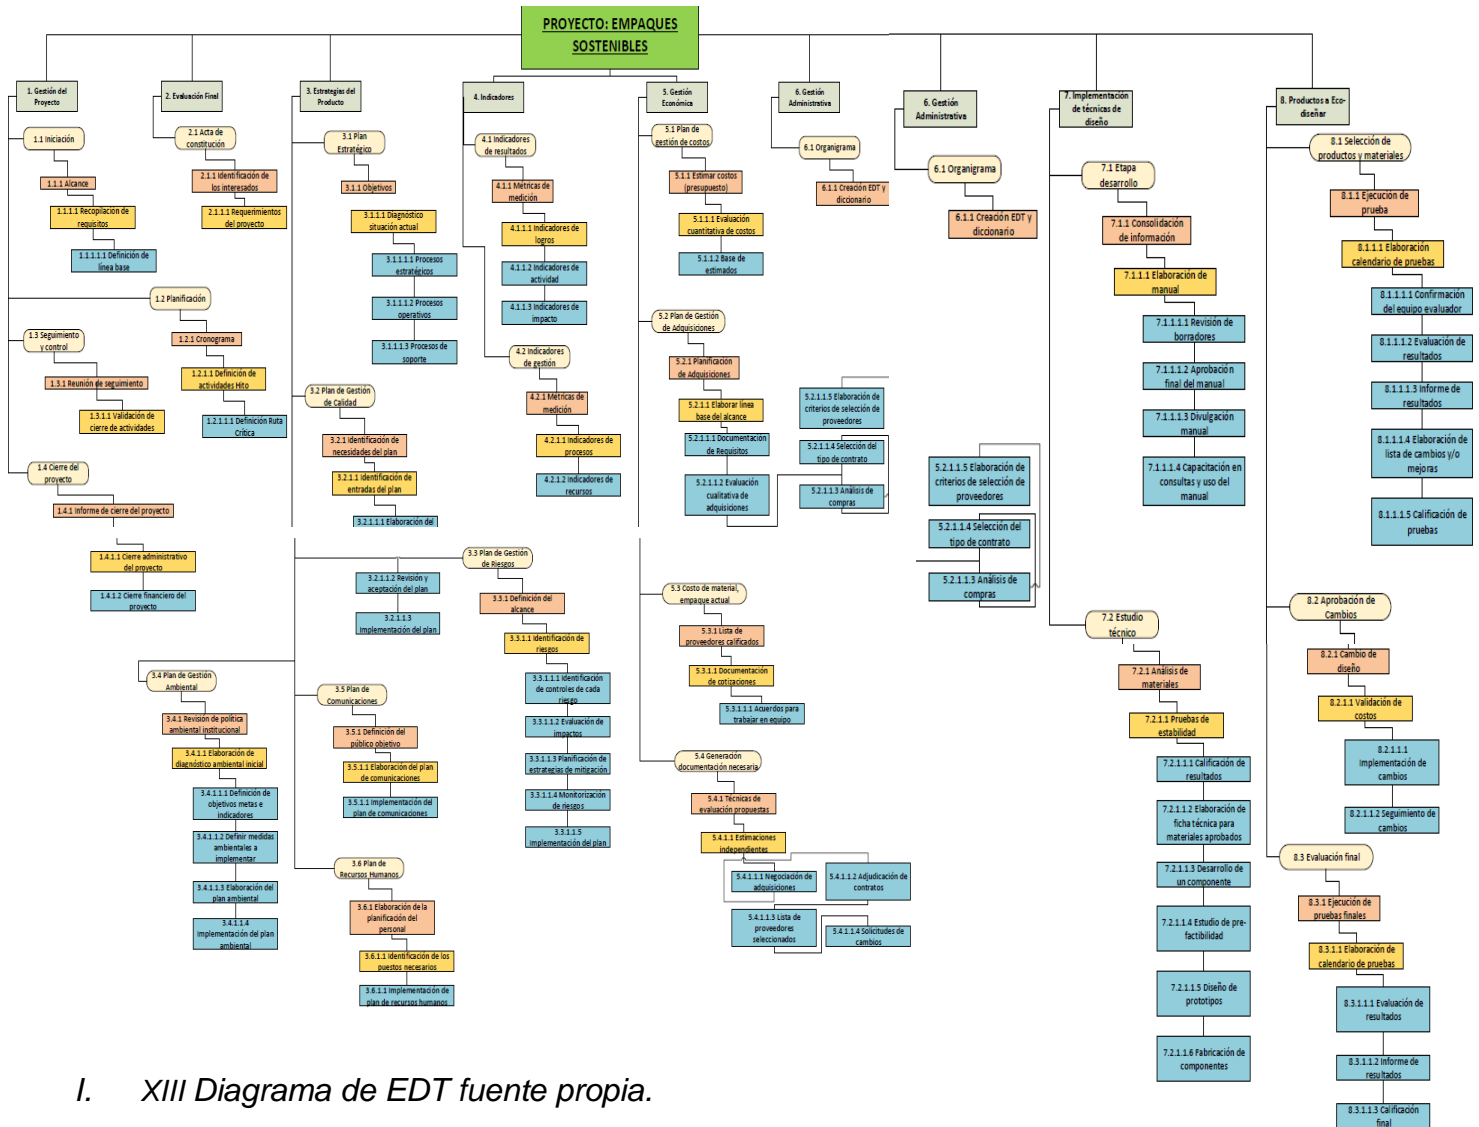 PROYECTO: EMPAQUES
SOSTENIBLES
1. Gestión del
Proyecto
1.1 Iniciación
1.1.1 Alcance
1.1.1.1 Recopilación de
requisitos
1.1.1.1.1 Definición de
línea base
1.2 Planificación
1.2.1 Cronograma
1.2.1.1 Definición de
actividades Hito
1.2.1.1.1 Definición Ruta
Crítica
1.3 Seguimiento
y control
1.3.1 Reunión de seguimiento
1.3.1.1 Validación de
cierre de actividades
1.4 Cierre del
proyecto
1.4.1 Informe de cierre del proyecto
1.4.1.1 Cierre administrativo
del proyecto
1.4.1.2 Cierre financiero del
proyecto
2. Evaluación Final
2.1 Acta de
constitución
2.1.1 Identificación de
los interesados
2.1.1.1 Requerimientos
del proyecto
3. Estrategias del
Producto
3.1 Plan
Estratégico
3.1.1 Objetivos
3.1.1.1 Diagnóstico
situación actual
3.1.1.1.1 Procesos
estratégicos
3.1.1.1.2 Procesos
operativos
3.1.1.1.3 Procesos de
soporte
3.2 Plan de Gestión
de Calidad
3.2.1 Identificación de
necesidades del plan
3.2.1.1 Identificación de
entradas del plan
3.2.1.1.1 Elaboración del
3.2.1.1.2 Revisión y
aceptación del plan
3.2.1.1.3
Implementación del plan
3.3 Plan de Gestión
de Riesgos
3.3.1 Definición del
alcance
3.3.1.1 Identificación de
riesgos
3.3.1.1.1 Identificación
de controles de cada
riesgo
3.3.1.1.2 Evaluación de
impactos
3.3.1.1.3 Planificación de
estrategias de mitigación
3.3.1.1.4 Monitorización
de riesgos
3.3.1.1.5
Implementación del plan
3.4 Plan de Gestión
Ambiental
3.4.1 Revisión de política
ambiental institucional
3.4.1.1 Elaboración de
diagnóstico ambiental inicial
3.4.1.1.1 Definición de
objetivos metas e
indicadores
3.4.1.1.2 Definir medidas
ambientales a
implementar
3.4.1.1.3 Elaboración del
plan ambiental
3.4.1.1.4
Implementación del plan
ambiental
3.5 Plan de
Comunicaciones
3.5.1 Definición del
público objetivo
3.5.1.1 Elaboración del plan
de comunicaciones
3.5.1.1 Implementación del
plan de comunicaciones
3.6 Plan de
Recursos Humanos
3.6.1 Elaboración de la
planificación del
personal
3.6.1.1 Identificación de los
puestos necesarios
3.6.1.1 Implementación de
plan de recursos humanos
4. Indicadores
4.1 Indicadores
de resultados
4.1.1 Métricas de
medición
4.1.1.1 Indicadores de
logros
4.1.1.2 Indicadores de
actividad
4.1.1.3 Indicadores de
impacto
4.2 Indicadores
de gestión
4.2.1 Métricas de
medición
4.2.1.1 Indicadores de
procesos
4.2.1.2 Indicadores de
recursos
5. Gestión
Económica
5.1 Plan de
gestión de costos
5.1.1 Estimar costos
(presupuesto)
5.1.1.1 Evaluación
cuantitativa de costos
5.1.1.2 Base de
estimados
5.2 Plan de Gestión
de Adquisiciones
5.2.1 Planificación
de Adquisiciones
5.2.1.1 Elaborar línea
base del alcance
5.2.1.1.1 Documentación
de Requisitos
5.2.1.1.2 Evaluación
cualitativa de
adquisiciones
5.2.1.1.5 Elaboración de
criterios de selección de
proveedores
5.2.1.1.4 Selección del
tipo de contrato
5.2.1.1.3 Análisis de
compras
5.3 Costo de material,
empaque actual
5.3.1 Lista de
proveedores calificados
5.3.1.1 Documentación
de cotizaciones
5.3.1.1.1 Acuerdos para
trabajar en equipo
5.4 Generación
documentación necesaria
5.4.1 Técnicas de
evaluación propuestas
5.4.1.1 Estimaciones
independientes
5.4.1.1.1 Negociación de
adquisiciones
5.4.1.1.2 Adjudicación de
contratos
5.4.1.1.3 Lista de
proveedores
seleccionados
5.4.1.1.4 Solicitudes de
cambios
6. Gestión
Administrativa
6.1 Organigrama
6.1.1 Creación EDT y
diccionario
6. Gestión
Administrativa
6.1 Organigrama
6.1.1 Creación EDT y
diccionario
5.2.1.1.5 Elaboración de
criterios de selección de
proveedores
5.2.1.1.4 Selección del
tipo de contrato
5.2.1.1.3 Análisis de
compras
7. Implementación
de técnicas de
diseño
7.1 Etapa
desarrollo
7.1.1 Consolidación
de información
7.1.1.1 Elaboración de
manual
7.1.1.1.1 Revisión de
borradores
7.1.1.1.2 Aprobación
final del manual
7.1.1.1.3 Divulgación
manual
7.1.1.1.4 Capacitación en
consultas y uso del
manual
7.2 Estudio
técnico
7.2.1 Análisis de
materiales
7.2.1.1 Pruebas de
estabilidad
7.2.1.1.1 Calificación de
resultados
7.2.1.1.2 Elaboración de
ficha técnica para
materiales aprobados
7.2.1.1.3 Desarrollo de
un componente
7.2.1.1.4 Estudio de pre-
factibilidad
7.2.1.1.5 Diseño de
prototipos
7.2.1.1.6 Fabricación de
componentes
8. Productos a Eco-
diseñar
8.1 Selección de
productos y materiales
8.1.1 Ejecución de
prueba
8.1.1.1 Elaboración
calendario de pruebas
8.1.1.1.1 Confirmación
del equipo evaluador
8.1.1.1.2 Evaluación de
resultados
8.1.1.1.3 Informe de
resultados
8.1.1.1.4 Elaboración de
lista de cambios y/o
mejoras
8.1.1.1.5 Calificación de
pruebas
8.2 Aprobación de
Cambios
8.2.1 Cambio de
diseño
8.2.1.1 Validación de
costos
8.2.1.1.1
Implementación de
cambios
8.2.1.1.2 Seguimiento de
cambios
8.3 Evaluación final
8.3.1 Ejecución de
pruebas finales
8.3.1.1 Elaboración de
calendario de pruebas
8.3.1.1.1 Evaluación de
resultados
8.3.1.1.2 Informe de
resultados
8.3.1.1.3 Calificación
final
I. XIII Diagrama de EDT fuente propia.